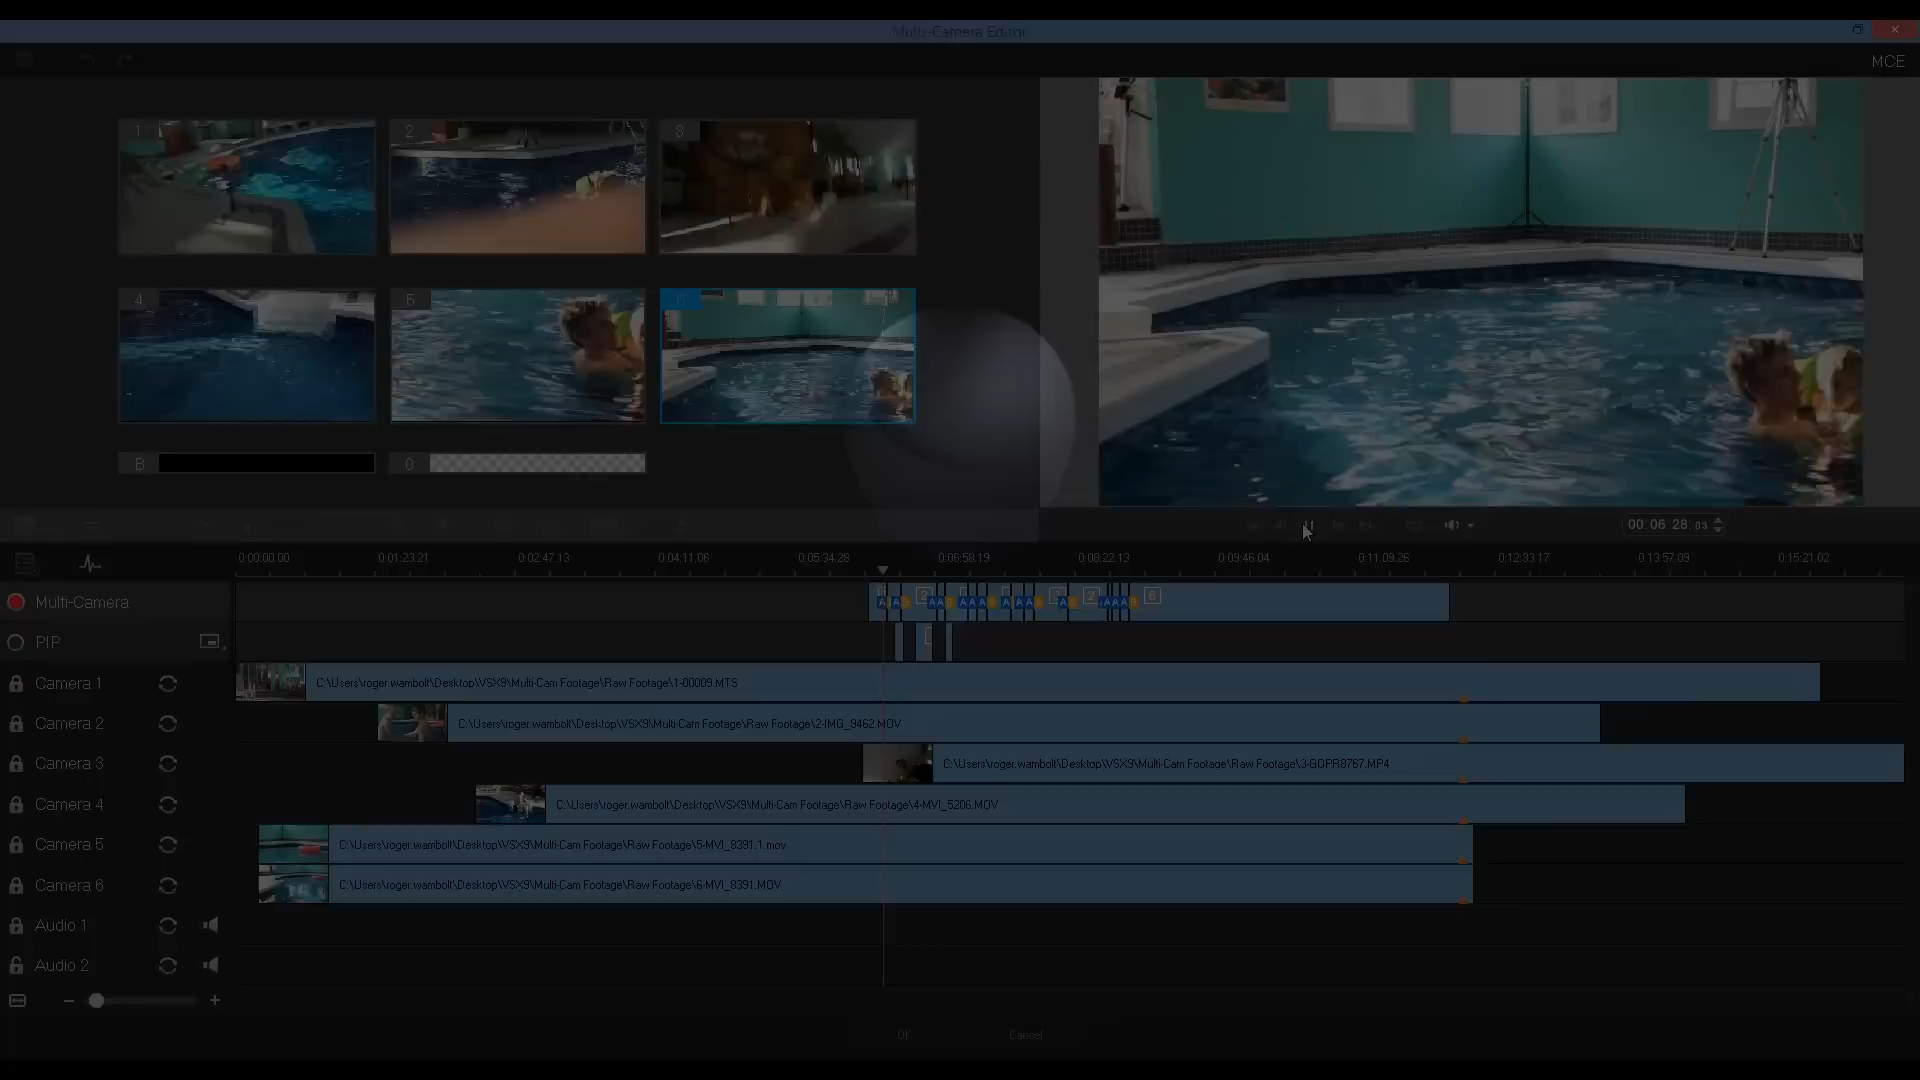 Multi-Camera Editor
MCE
1
2
3
4
5
6
B
0
00:06 28. 03
0:00:00.00 0:01:23.21 0:02:47.13 0:04:11.06 0:05:34.28 0:06:58.19 0:08:22.13 0:09:46.04 0:11:09.26 0:12:33.17 0:13:57.09 0:15:21.02
Multi-Camera
2 2 6
PIP
Camera 1 C:\Users\roger.wambolt\Desktop\VSX9\Multi-Cam Footage\Raw Footage\1-00009.MTS
Camera 2 C:\Users\roger.wambolt\Desktop\VSX9\Multi-Cam Footage\Raw Footage\2-IMG_9462.MOV
Camera 3 C:\Users\roger.wambolt\Desktop\VSX9\Multi-Cam Footage\Raw Footage\3-GOPR8767.MP4
Camera 4 C:\Users\roger.wambolt\Desktop\VSX9\Multi-Cam Footage\Raw Footage\4-MVI_5206.MOV
Camera 5 C:\Users\roger.wambolt\Desktop\VSX9\Multi-Cam Footage\Raw Footage\5-MVI_8391.1.mov
Camera 6 C:\Users\roger.wambolt\Desktop\VSX9\Multi-Cam Footage\Raw Footage\6-MVI_8391.MOV
Audio 1
Audio 2
OK Cancel